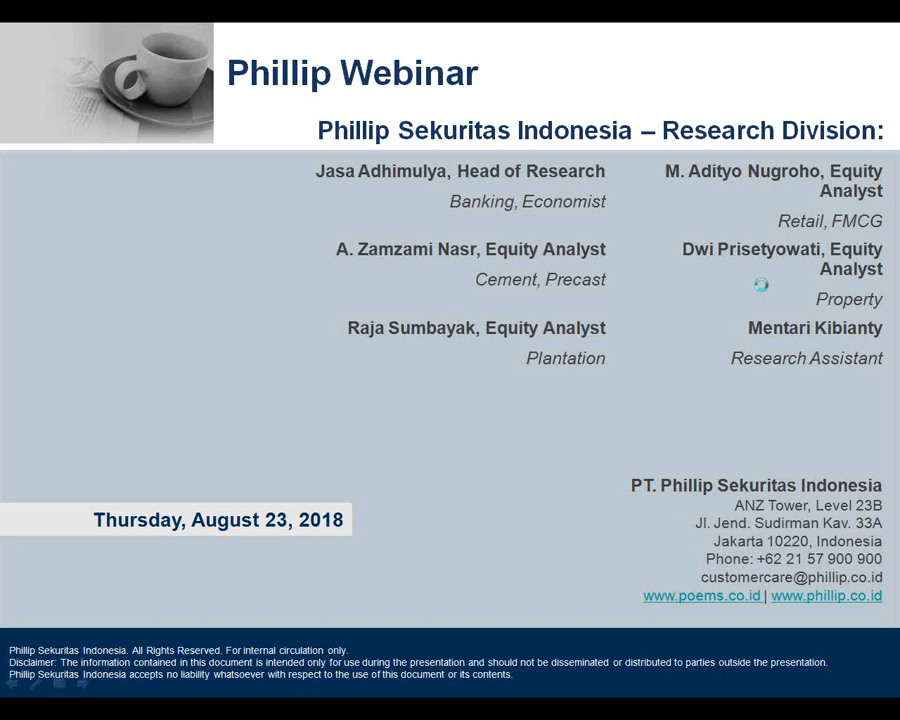 Phillip Webinar
Phillip Sekuritas Indonesia – Research Division:
Jasa Adhimulya, Head of Research
Banking, Economist
A. Zamzami Nasr, Equity Analyst
Cement, Precast
Raja Sumbayak, Equity Analyst
Plantation
M. Adityo Nugroho, Equity
Analyst
Retail, FMCG
Dwi Prisetyowati, Equity
Analyst
Property
Mentari Kibianty
Research Assistant
Thursday, August 23, 2018
PT. Phillip Sekuritas Indonesia
ANZ Tower, Level 23B
Jl. Jend. Sudirman Kav. 33A
Jakarta 10220, Indonesia
Phone: +62 21 57 900 900
customercare@phillip.co.id
www.poems.co.id | www.phillip.co.id
Phillip Sekuritas Indonesia. All Rights Reserved. For internal circulation only.
Disclaimer: The information contained in this document is intended only for use during the presentation and should not be disseminated or distributed to parties outside the presentation.
Phillip Sekuritas Indonesia accepts no liability whatsoever with respect to the use of this document or its contents.